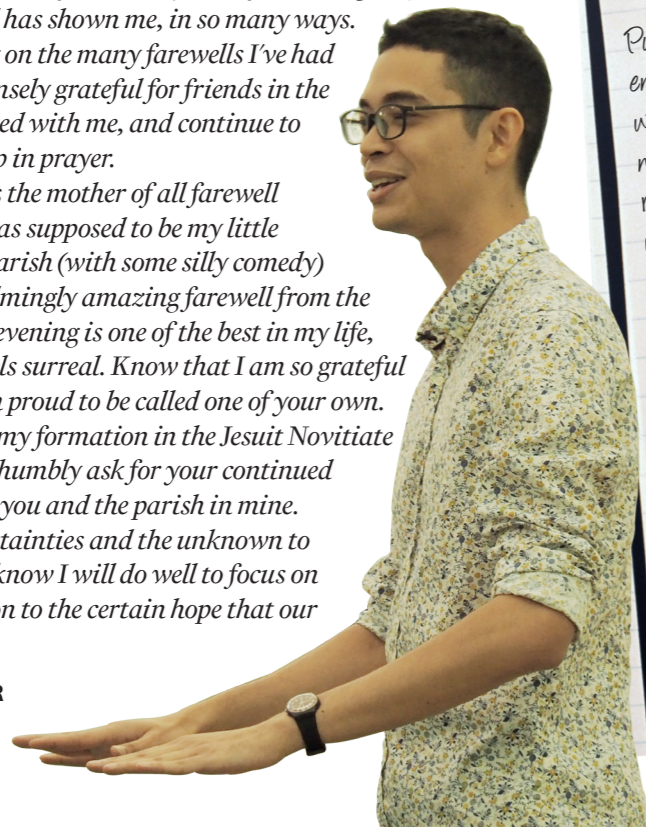 has shown me, in so many ways.
on the many farewells I've had
nsely grateful for friends in the
ed with me, and continue to
p in prayer.
s the mother of all farewell
as supposed to be my little
arish (with some silly comedy)
lmingly amazing farewell from the
evening is one of the best in my life,
ls surreal. Know that I am so grateful
proud to be called one of your own.
my formation in the Jesuit Novitiate
humbly ask for your continued
you and the parish in mine.
tainties and the unknown to
know I will do well to focus on
n to the certain hope that our
R